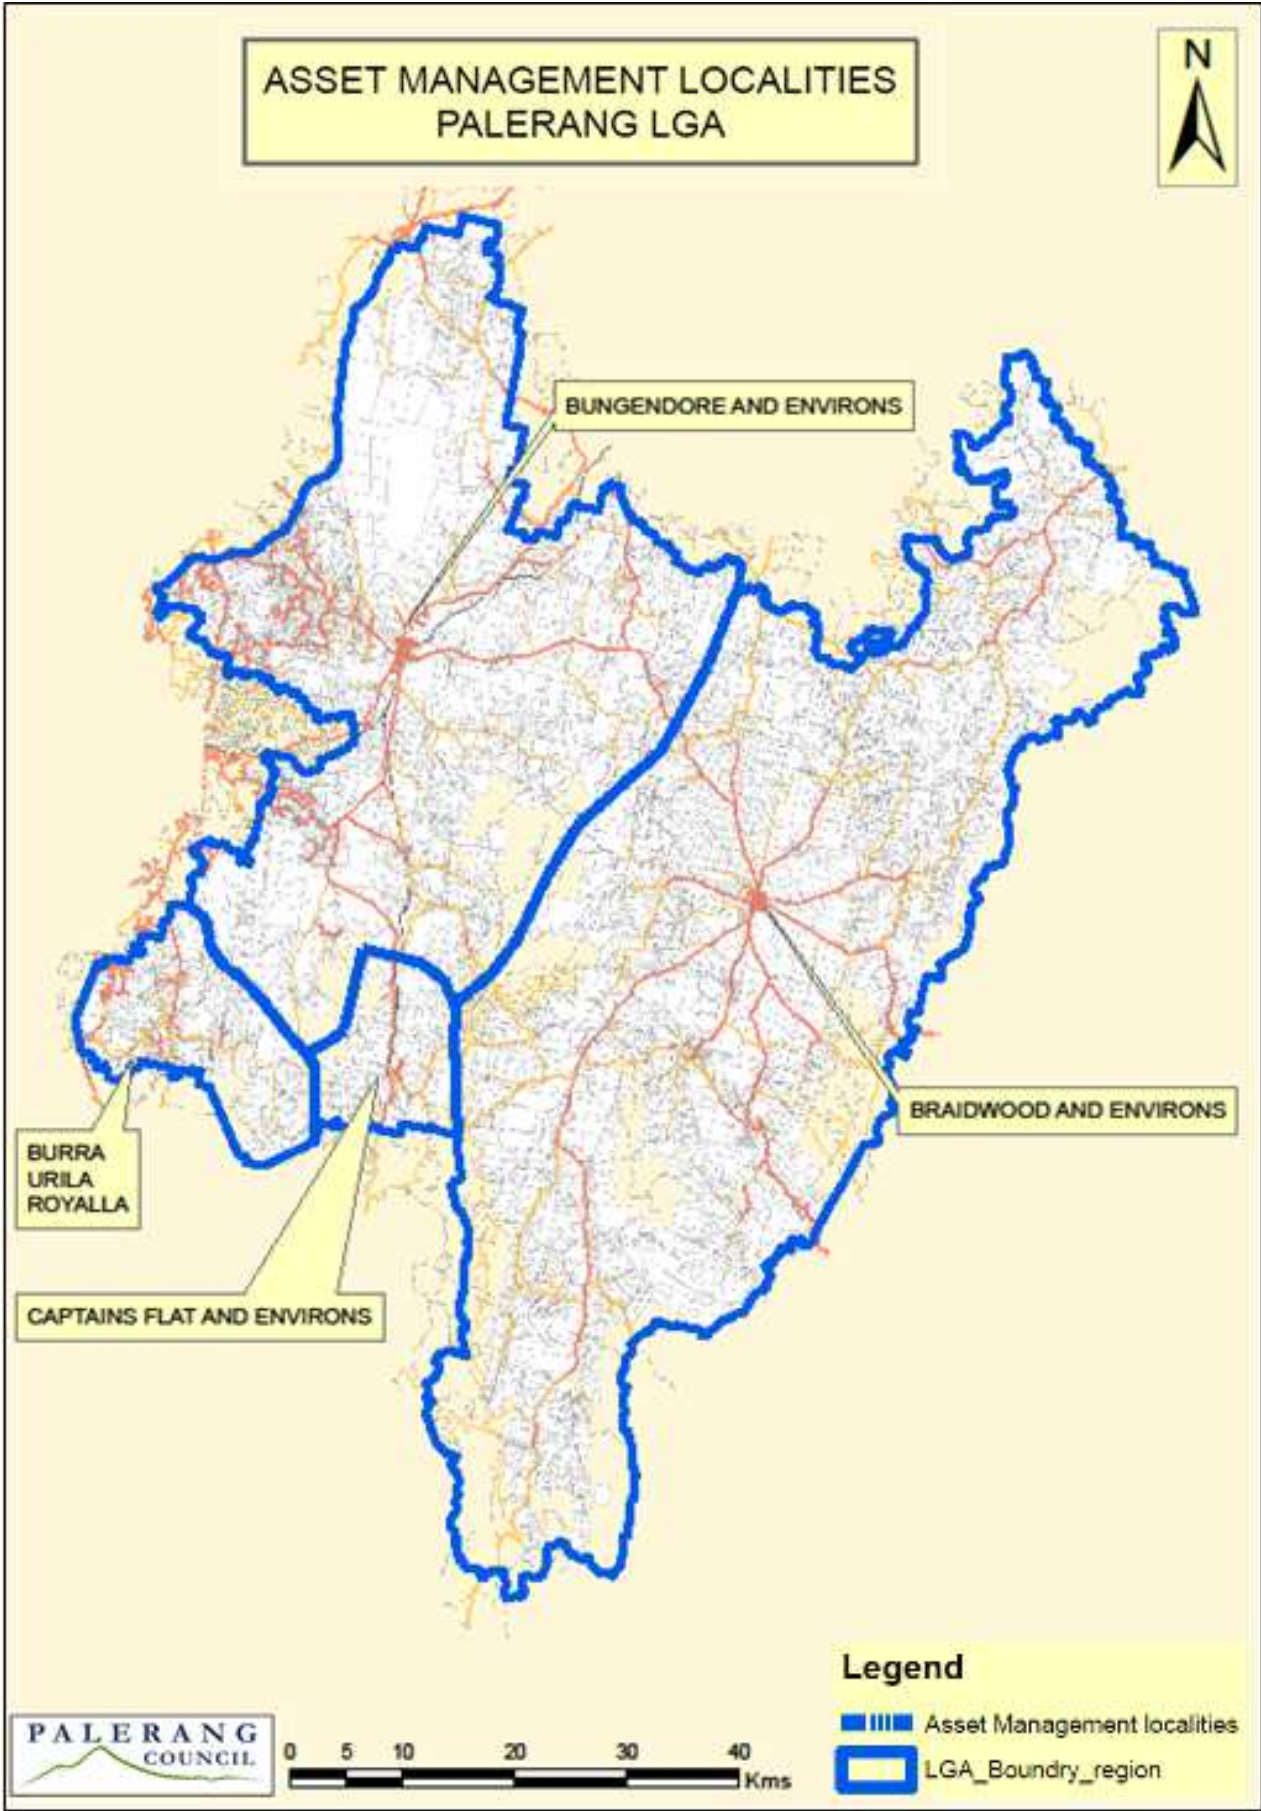 ASSET MANAGEMENT LOCALITIES
PALERANG LGA
N
BUNGENDORE AND ENVIRONS
BRAIDWOOD AND ENVIRONS
BURRA
URILA
ROYALLA
CAPTAINS FLAT AND ENVIRONS
Legend
Asset Management localities
LGA_Boundry_region
PALERANG
COUNCIL
0 5 10 20 30 40
Kms